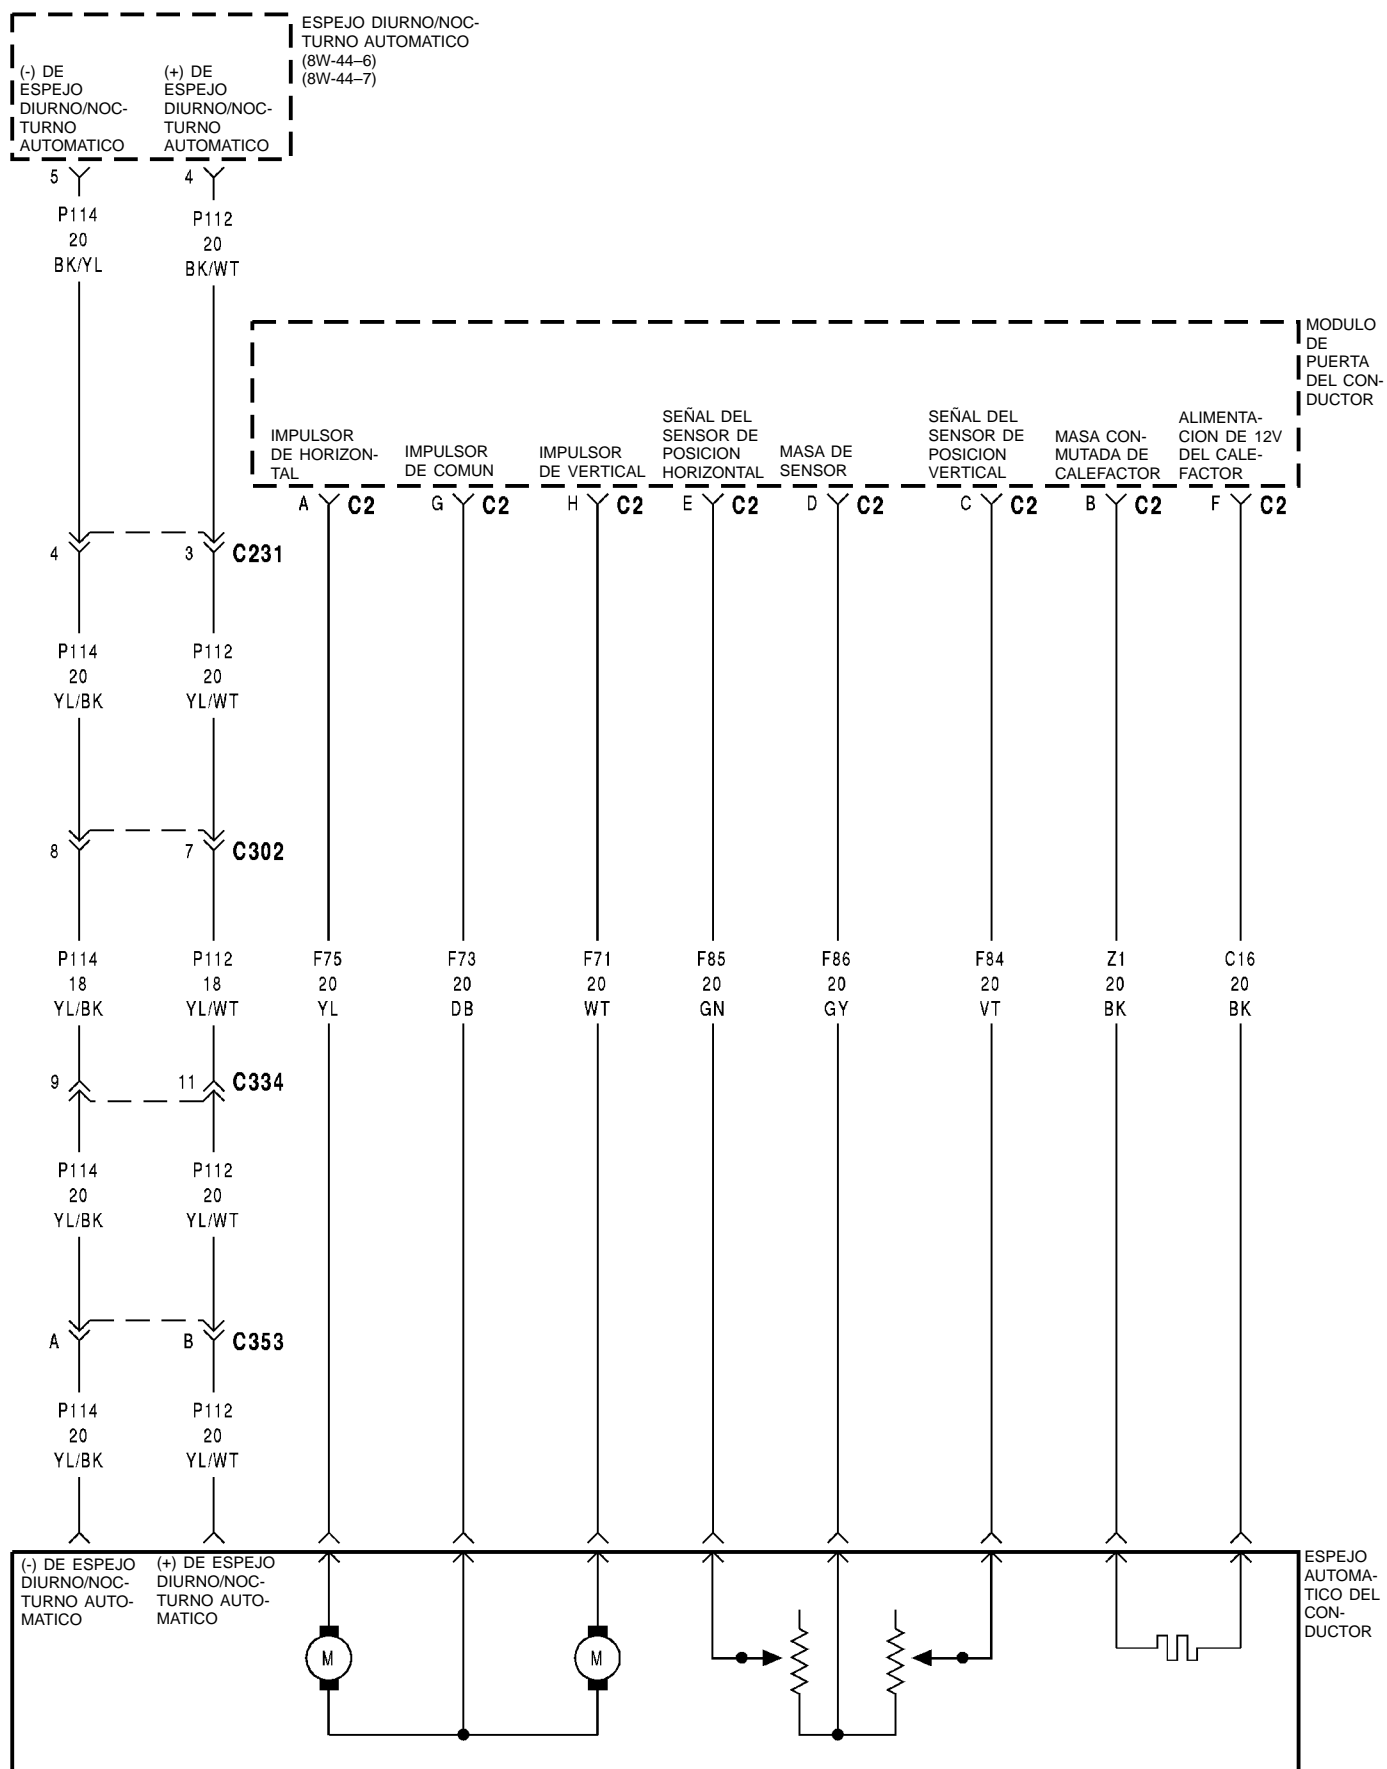 ESPEJO DIURNO/NOC-
TURNO AUTOMATICO
(8W-44–6)
(8W-44–7)
(-) DE
ESPEJO
DIURNO/NOC-
TURNO
AUTOMATICO
(+) DE
ESPEJO
DIURNO/NOC-
TURNO
AUTOMATICO
5
4
P114
20
BK/YL
P112
20
BK/WT
MODULO
DE
PUERTA
DEL CON-
DUCTOR
IMPULSOR
DE HORIZON-
TAL
IMPULSOR
DE COMUN
IMPULSOR
DE VERTICAL
SEÑAL DEL
SENSOR DE
POSICION
HORIZONTAL
MASA DE
SENSOR
SEÑAL DEL
SENSOR DE
POSICION
VERTICAL
MASA CON-
MUTADA DE
CALEFACTOR
ALIMENTA-
CION DE 12V
DEL CALE-
FACTOR
A C2
G C2
H C2
E C2
D C2
C C2
B C2
F C2
4
3 C231
P114
20
YL/BK
P112
20
YL/WT
8
7 C302
P114
18
YL/BK
P112
18
YL/WT
F75
20
YL
F73
20
DB
F71
20
WT
F85
20
GN
F86
20
GY
F84
20
VT
Z1
20
BK
C16
20
BK
9
11 C334
P114
20
YL/BK
P112
20
YL/WT
A
B C353
P114
20
YL/BK
P112
20
YL/WT
(-) DE ESPEJO
DIURNO/NOC-
TURNO AUTO-
MATICO
(+) DE ESPEJO
DIURNO/NOC-
TURNO AUTO-
MATICO
M
M
ESPEJO
AUTOMA-
TICO DEL
CON-
DUCTOR